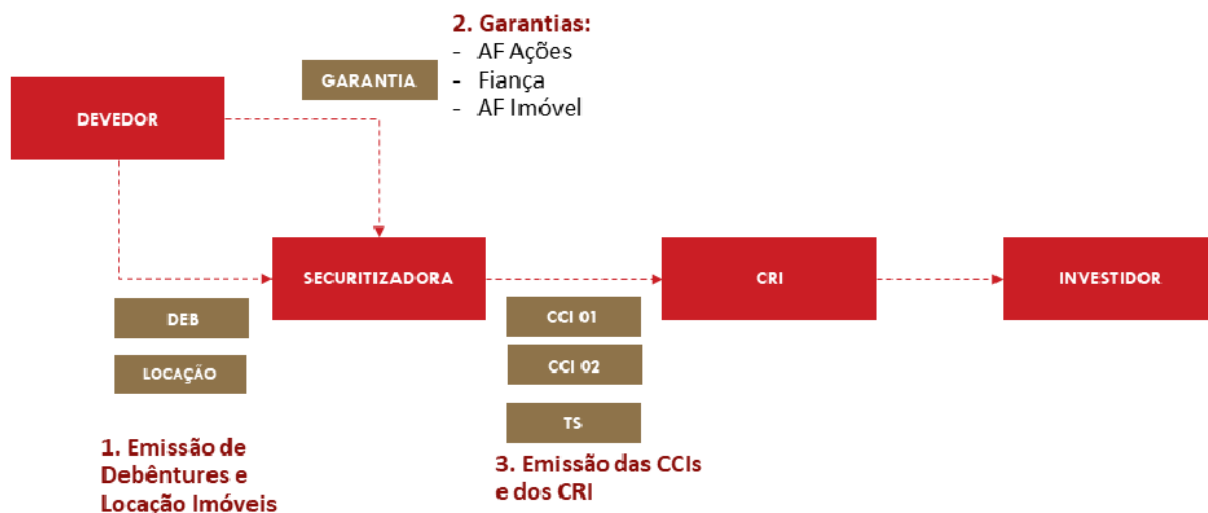 2. Garantias:
- AF Ações
- Fiança
- AF Imóvel
GARANTIA
DEVEDOR
SECURITIZADORA
CRI
INVESTIDOR
DEB
LOCAÇÃO
CCI 01
CCI 02
TS
1. Emissão de
Debêntures e
Locação Imóveis
3. Emissão das CCIs
e dos CRI